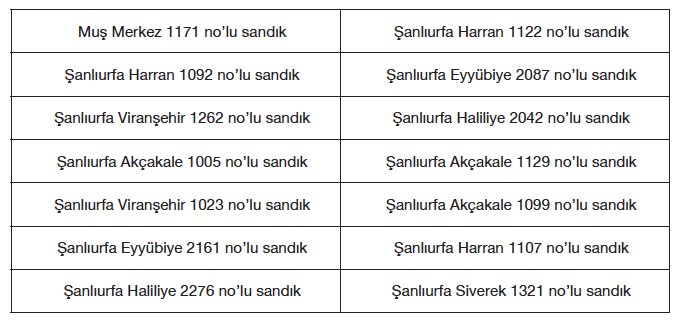 Muş Merkez 1171 no’lu sandık
Şanlıurfa Harran 1122 no’lu sandık
Şanlıurfa Harran 1092 no’lu sandık
Şanlıurfa Eyyübiye 2087 no’lu sandık
Şanlıurfa Viranşehir 1262 no’lu sandık
Şanlıurfa Haliliye 2042 no’lu sandık
Şanlıurfa Akçakale 1005 no’lu sandık
Şanlıurfa Akçakale 1129 no’lu sandık
Şanlıurfa Viranşehir 1023 no’lu sandık
Şanlıurfa Akçakale 1099 no’lu sandık
Şanlıurfa Eyyübiye 2161 no’lu sandık
Şanlıurfa Harran 1107 no’lu sandık
Şanlıurfa Haliliye 2276 no’lu sandık
Şanlıurfa Siverek 1321 no’lu sandık